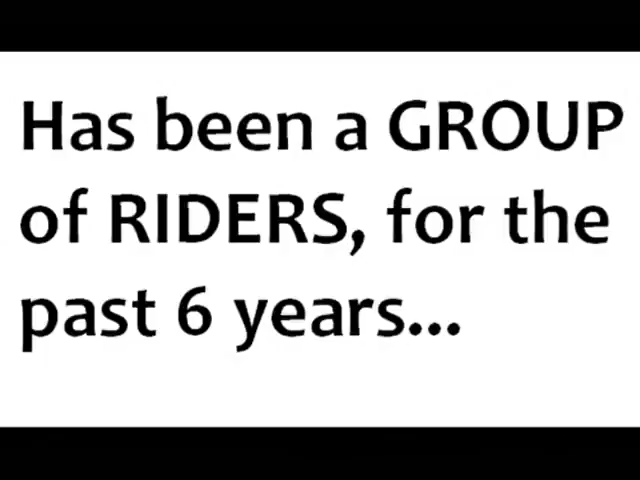 Has been a GROUP
of RIDERS, for the
past 6 years...